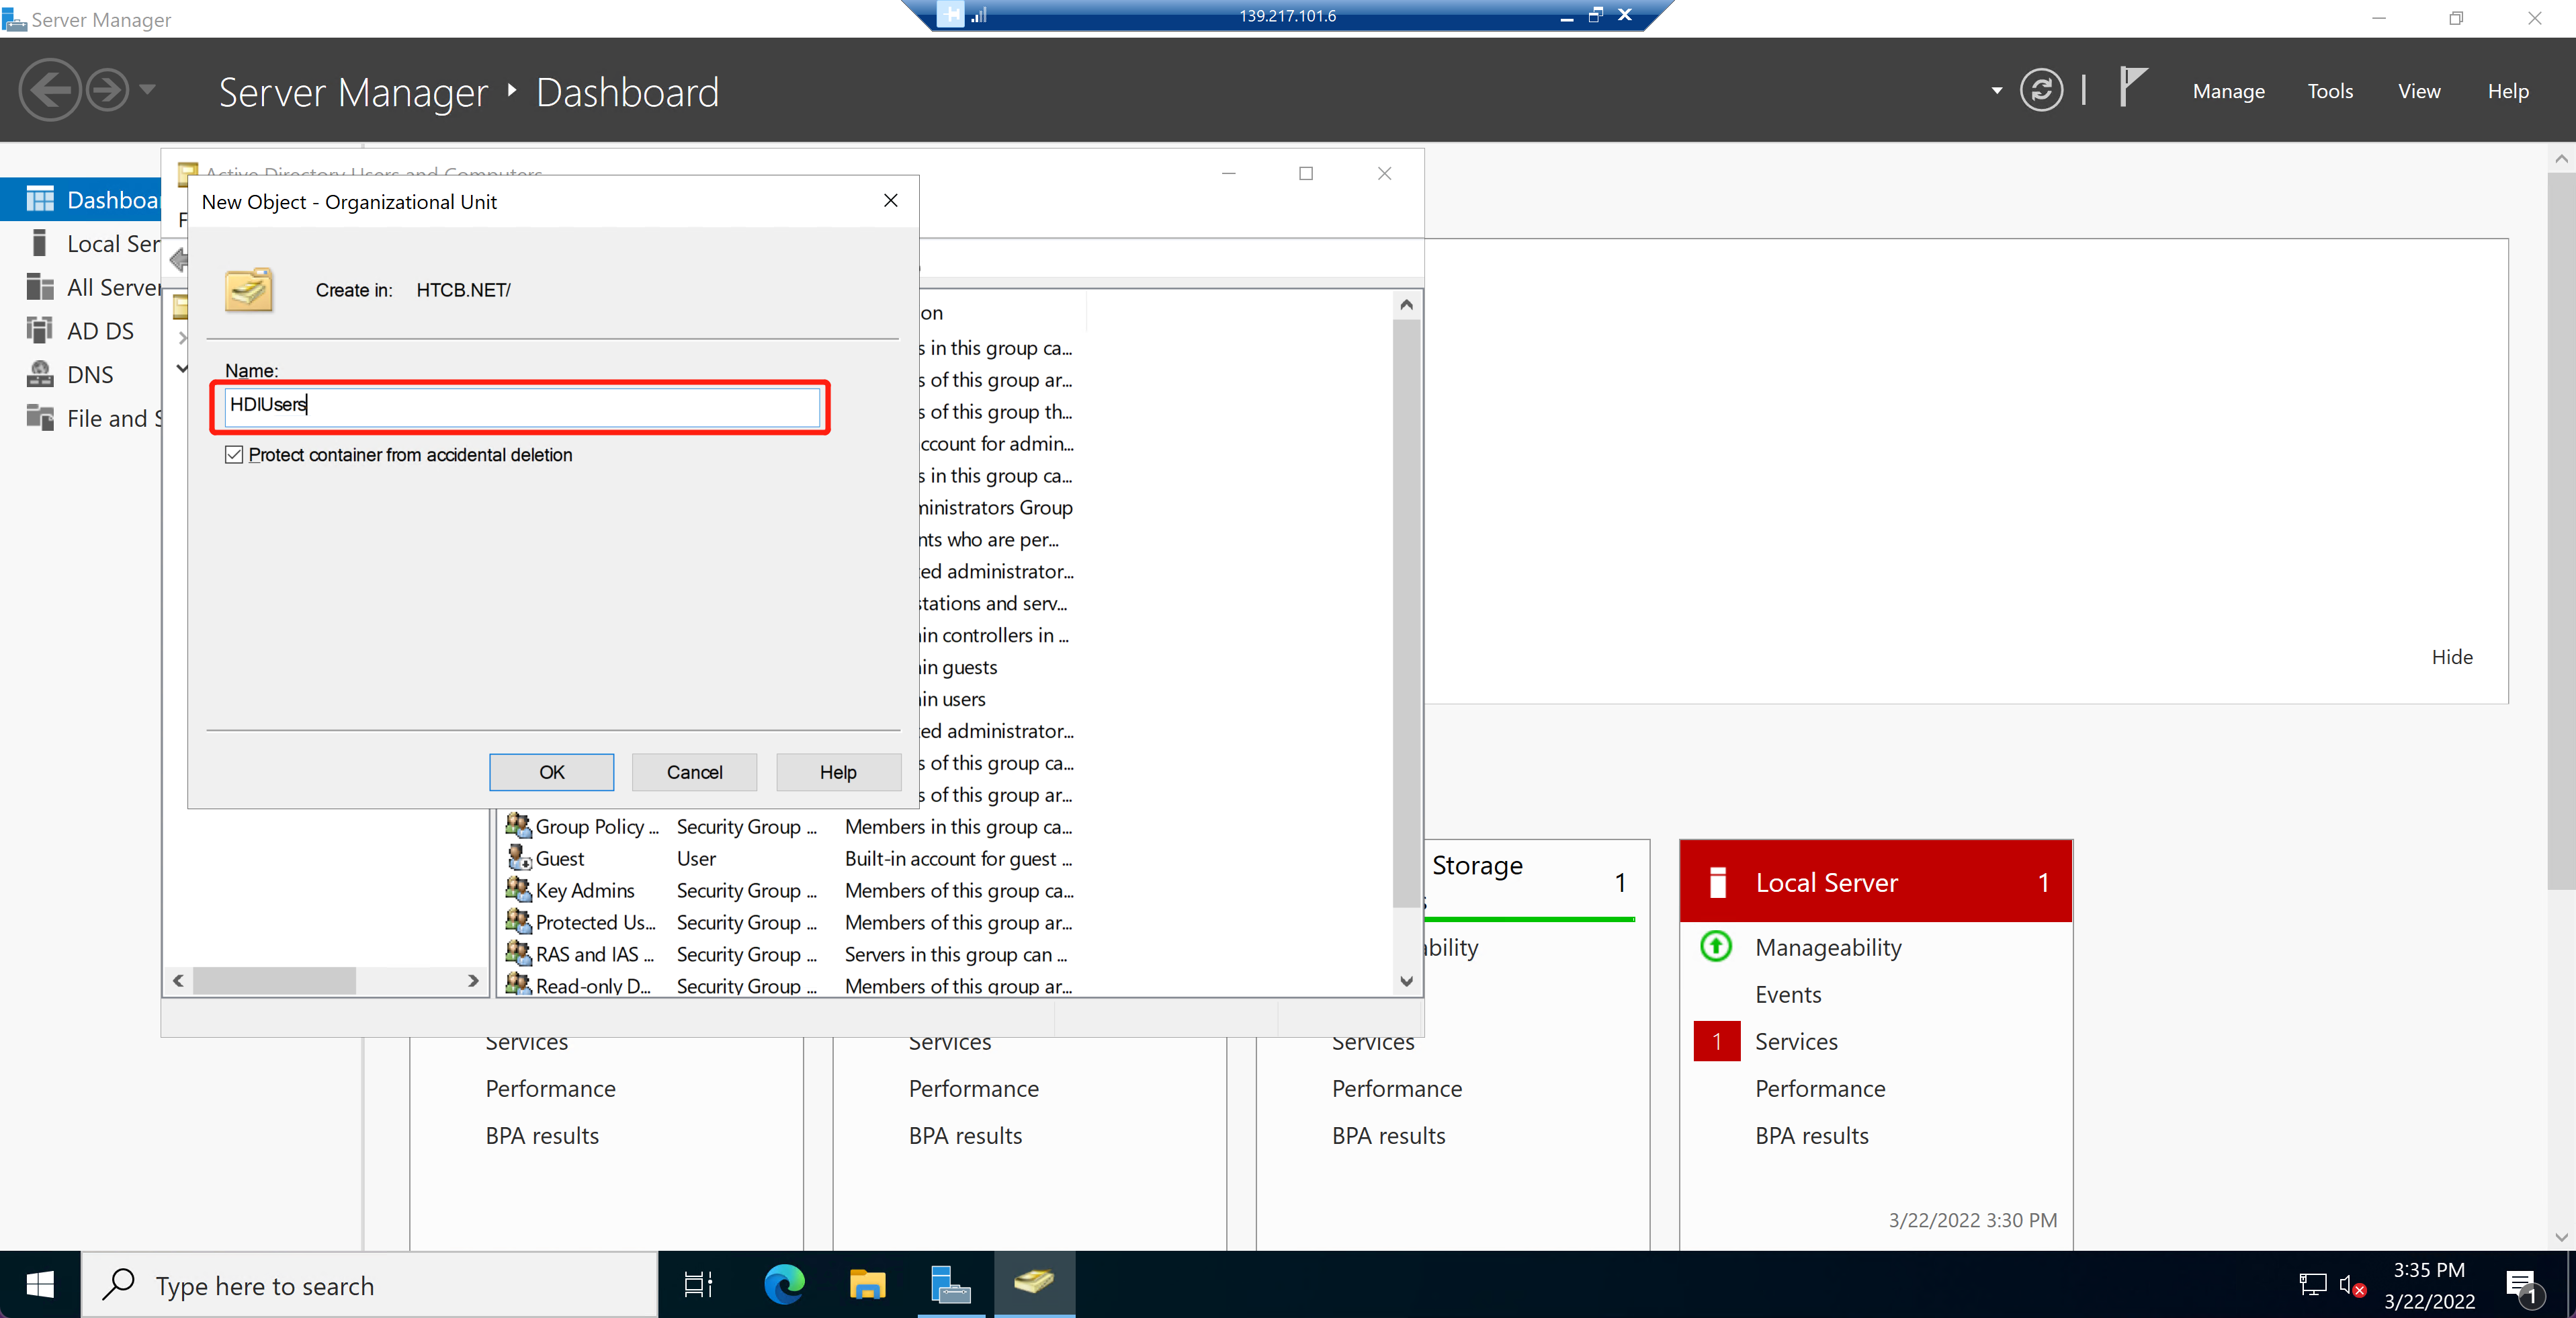 Server Manager
139.217.101.6
Server Manager
Dashboard
Manage
Tools
View
Help
Dashboa
Local Ser
All Server
AD DS
DNS
File and S
Active Directory Users and Computers
F
New Object - Organizational Unit
Create in: HTCB.NET/
Name:
HDIUsers
Protect container from accidental deletion
OK
Cancel
Help
on
s in this group ca...
s of this group ar...
s of this group th...
ccount for admin...
s in this group ca...
ministrators Group
nts who are per...
ed administrator...
stations and serv...
in controllers in ...
in guests
in users
ed administrator...
s of this group ca...
s of this group ar...
Group Policy ... Security Group ... Members in this group ca...
Guest User Built-in account for guest ...
Key Admins Security Group ... Members of this group ca...
Protected Us... Security Group ... Members of this group ar...
RAS and IAS ... Security Group ... Servers in this group can ...
Read-only D... Security Group ... Members of this group ar...
Hide
Services
Performance
BPA results
Services
Performance
BPA results
Storage
1
s
bility
Services
Performance
BPA results
Local Server 1
Manageability
Events
1 Services
Performance
BPA results
3/22/2022 3:30 PM
Type here to search
3:35 PM
3/22/2022
1